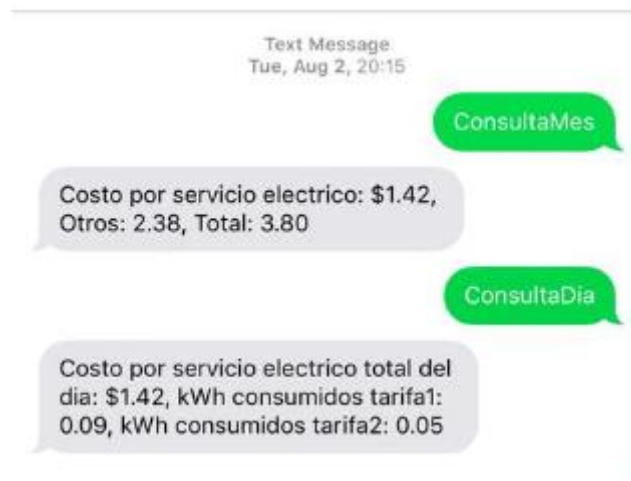 Text Message
Tue, Aug 2, 20:15
ConsultaMes
Costo por servicio electrico: $1.42,
Otros: 2.38, Total: 3.80
ConsultaDia
Costo por servicio electrico total del
dia: $1.42, kWh consumidos tarifa1:
0.09, kWh consumidos tarifa2: 0.05